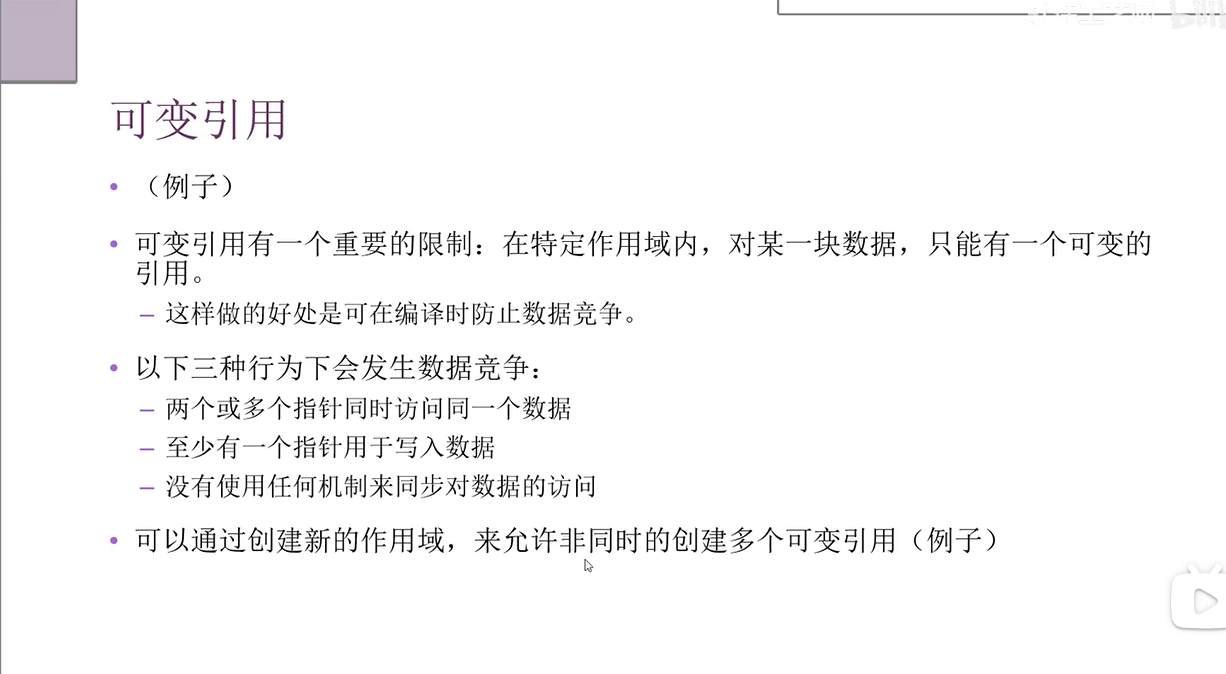 可变引用
• （例子）
• 可变引用有一个重要的限制：在特定作用域内，对某一块数据，只能有一个可变的
引用。
– 这样做的好处是可在编译时防止数据竞争。
• 以下三种行为下会发生数据竞争：
– 两个或多个指针同时访问同一个数据
– 至少有一个指针用于写入数据
– 没有使用任何机制来同步对数据的访问
• 可以通过创建新的作用域，来允许非同时的创建多个可变引用（例子）